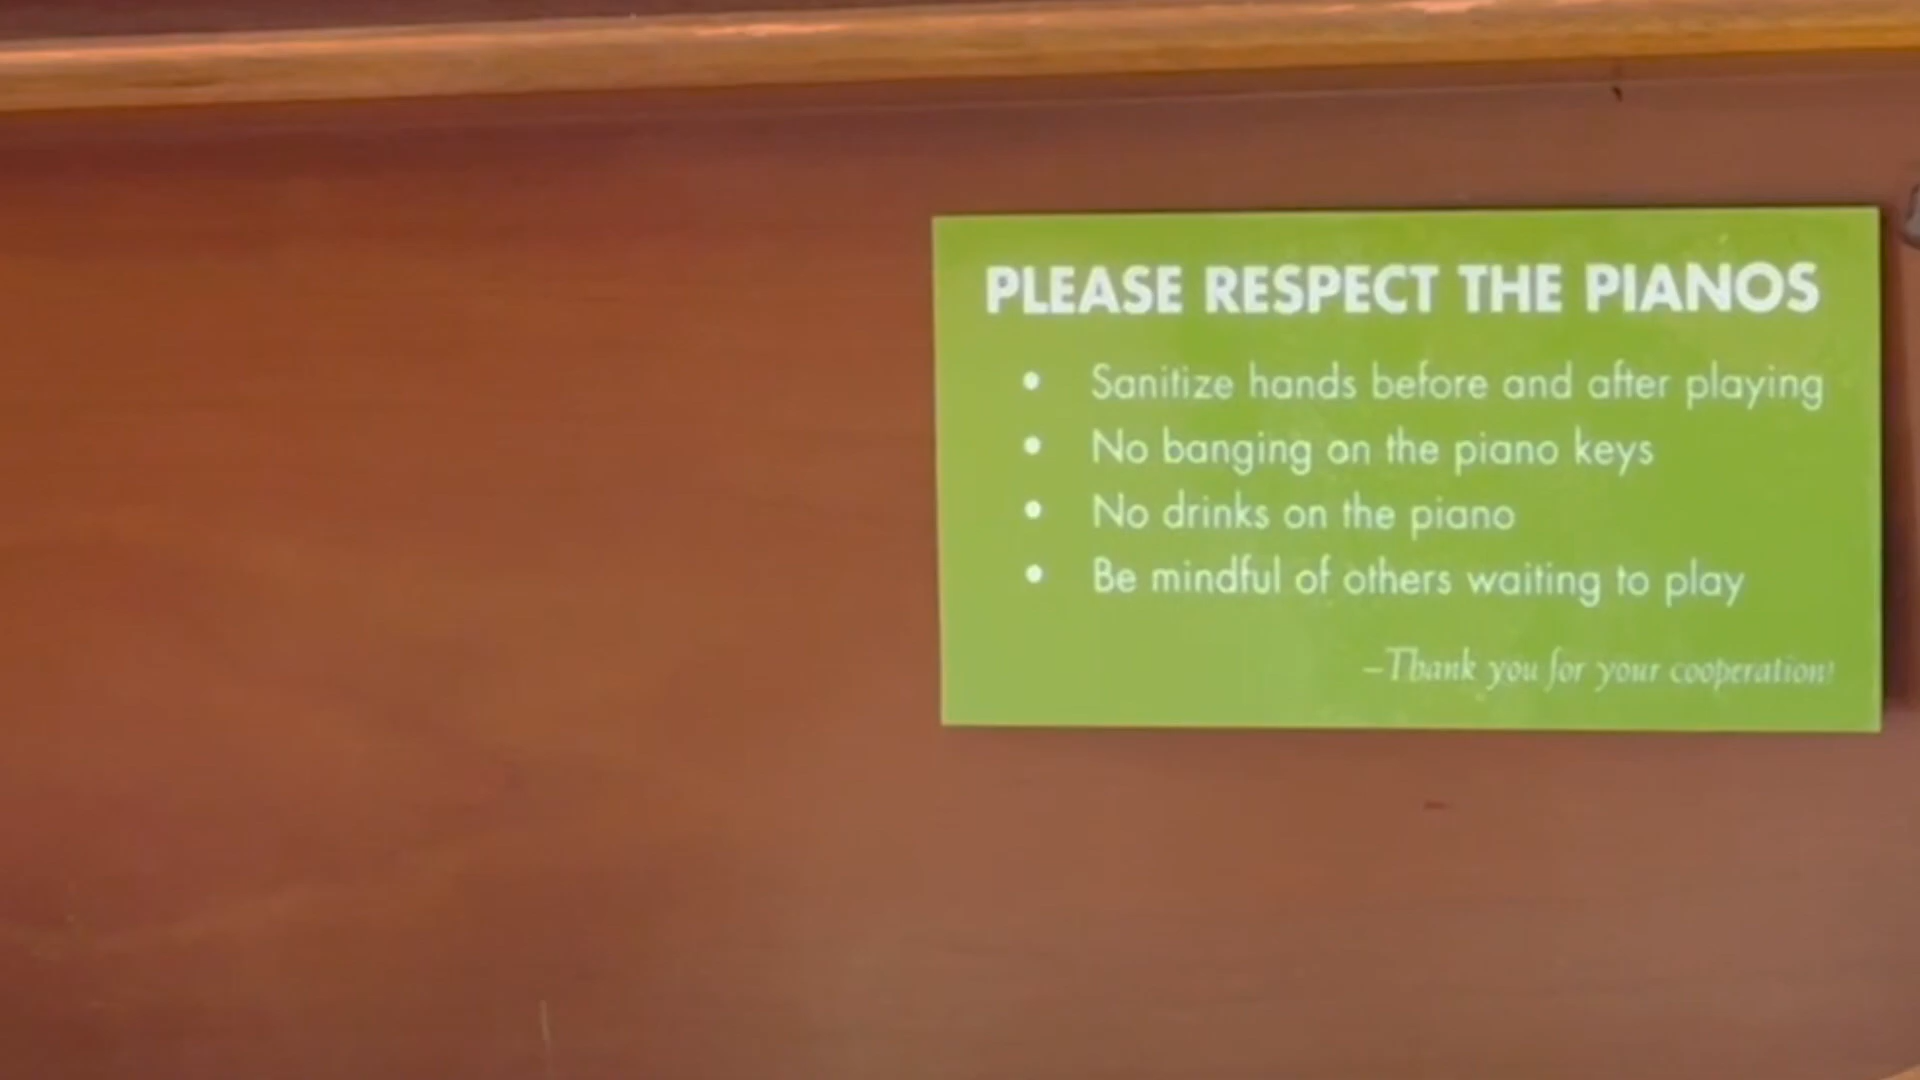 PLEASE RESPECT THE PIANOS
• Sanitize hands before and after playing
• No banging on the piano keys
• No drinks on the piano
• Be mindful of others waiting to play
–Thank you for your cooperation!